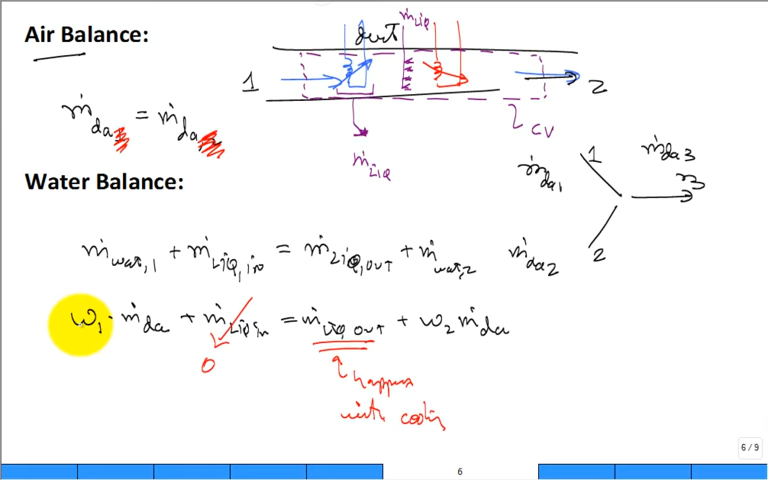 Air Balance:
duct
ṁLiq
1
2
CV
ṁLiq
ṁda = ṁda
ṁda1
1
ṁda3
3
ṁda2
2
Water Balance:
ṁwat,1 + ṁLiq,in = ṁLiq,out + ṁwat,2
ω1 · ṁda + ṁLiq in = ṁLiq out + ω2 ṁda
0
happens
with cooling
6
6 / 9